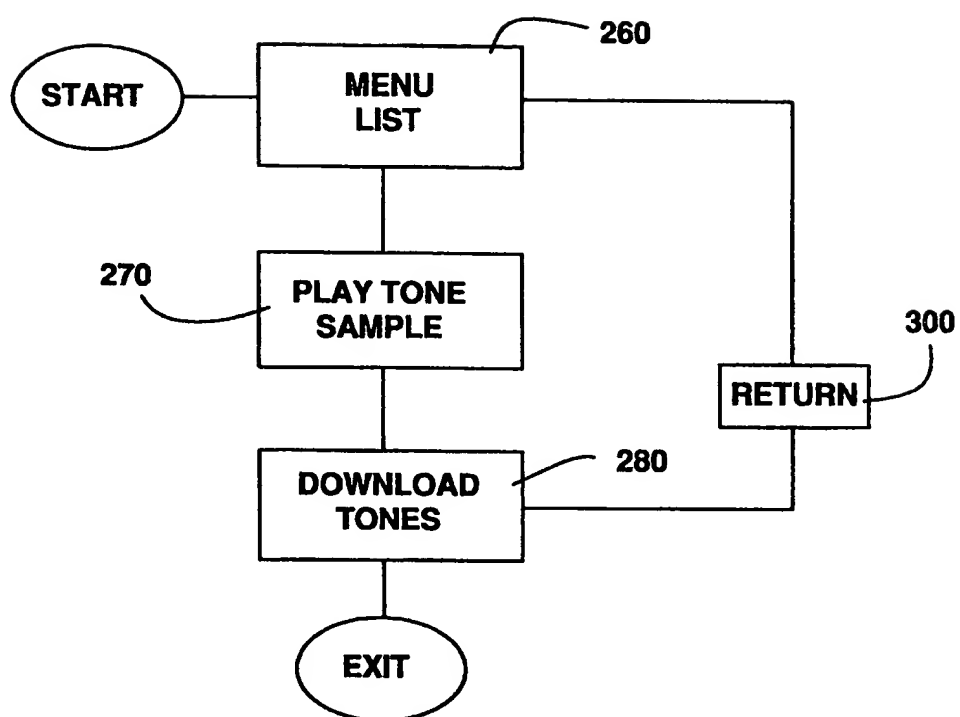 260
START
MENU
LIST
270
PLAY TONE
SAMPLE
300
RETURN
280
DOWNLOAD
TONES
EXIT